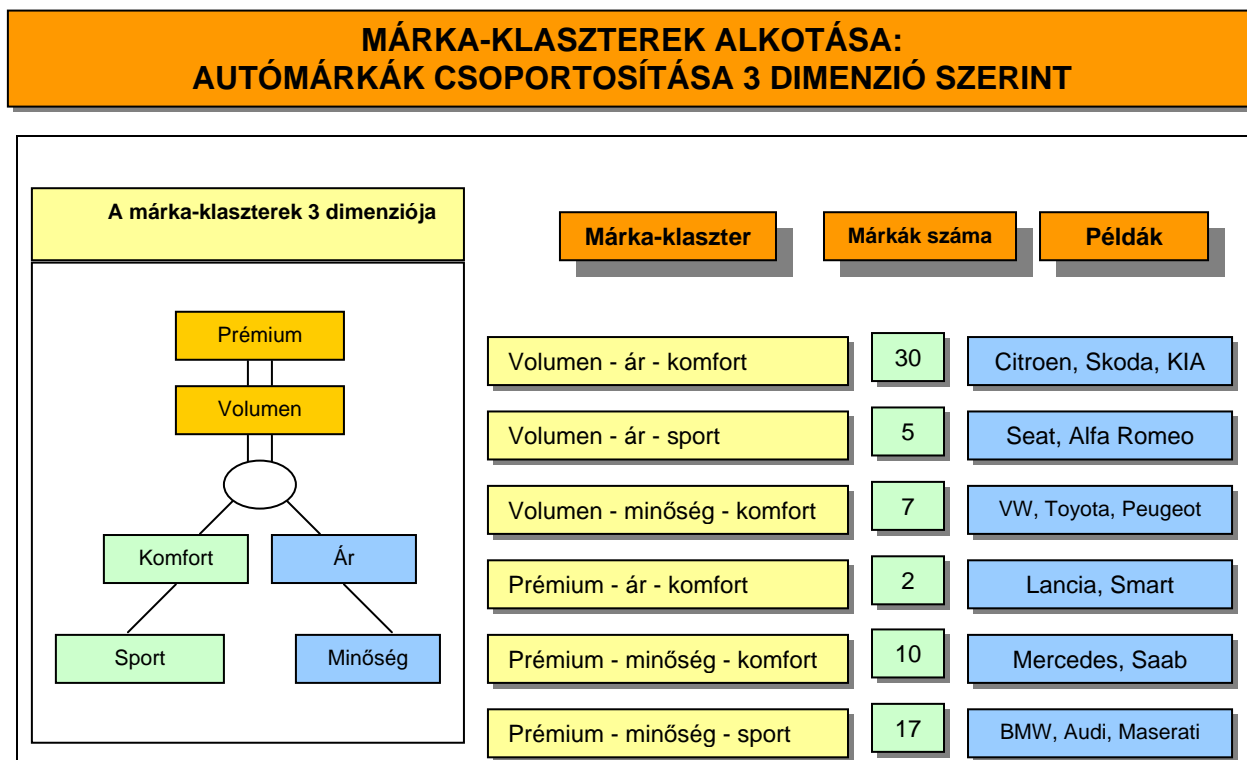 MÁRKA-KLASZTEREK ALKOTÁSA:
AUTÓMÁRKÁK CSOPORTOSÍTÁSA 3 DIMENZIÓ SZERINT
A márka-klaszterek 3 dimenziója
Prémium
Volumen
Komfort
Ár
Sport
Minőség
Márka-klaszter
Márkák száma
Példák
Volumen - ár - komfort
30
Citroen, Skoda, KIA
Volumen - ár - sport
5
Seat, Alfa Romeo
Volumen - minőség - komfort
7
VW, Toyota, Peugeot
Prémium - ár - komfort
2
Lancia, Smart
Prémium - minőség - komfort
10
Mercedes, Saab
Prémium - minőség - sport
17
BMW, Audi, Maserati